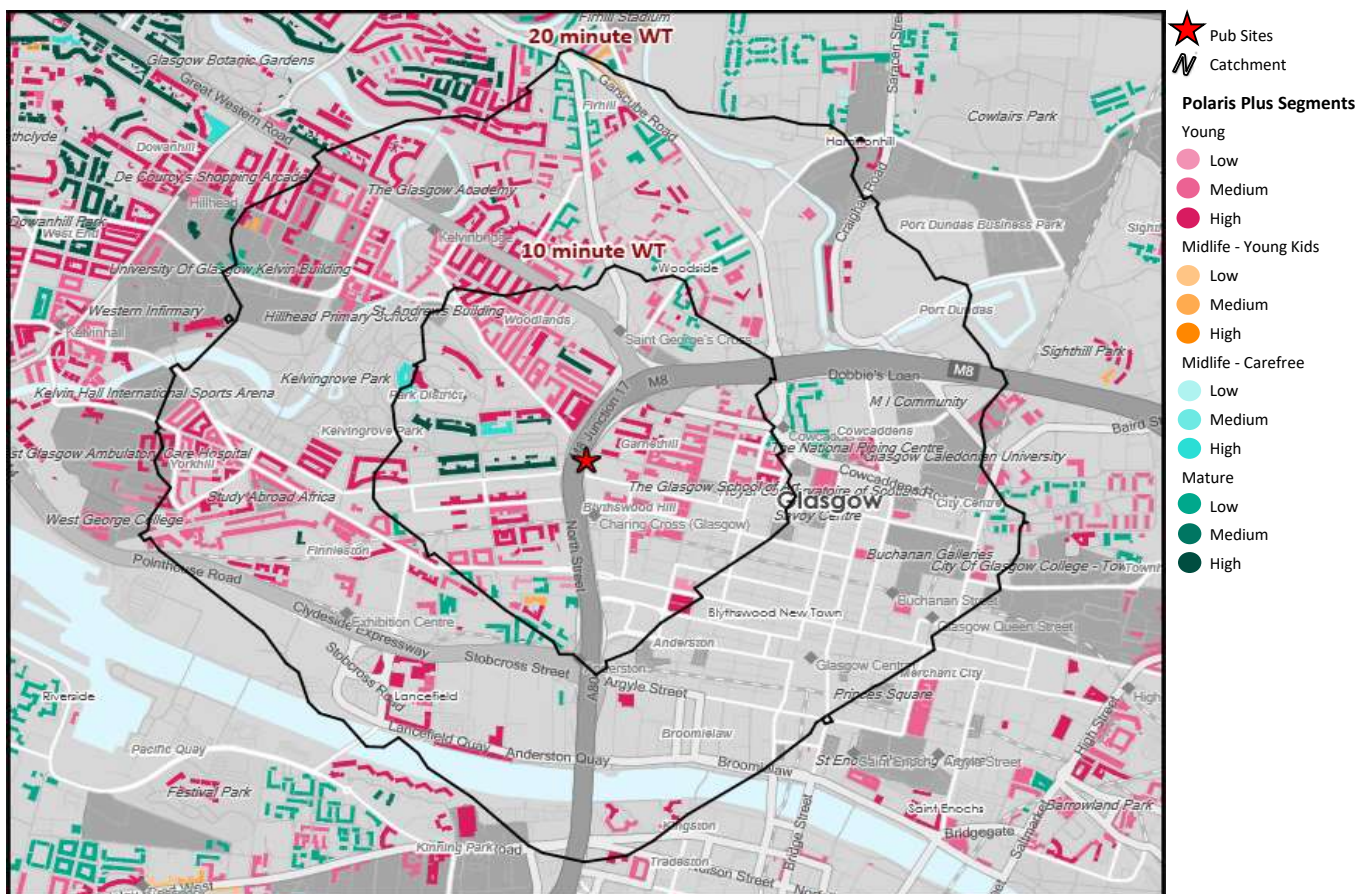 Firhill Stadium
20 minute WT
Glasgow Botanic Gardens
Great Western Road
Saracen Street
Cowlairs Park
Firhill
Garscube Road
Dowanhill
De Courcy's Shopping Arcade
Hillhead
The Glasgow Academy
Craighall Road
Port Dundas Business Park
Dowanhill Park
West End
Kelvinbridge
10 minute WT
Woodside
University Of Glasgow Kelvin Building
Western Infirmary
Hillhead Primary School
St. Andrews Building
Woodlands
Port Dundas
Kelvinhall
Saint George's Cross
Sighthill Park
Kelvin Hall International Sports Arena
Kelvingrove Park
Park District
M8
Junction 17
Dobbie's Loan
M8
M I Community
Baird
Kelvingrove Park
Garnethill
Cowcaddens
Cowcaddens
The National Piping Centre
Glasgow Caledonian University
Yorkhill
Study Abroad Africa
The Glasgow School of Art
Glasgow
Savoy Centre
City Centre
West George College
Blythswood Hill
Charing Cross (Glasgow)
Finnieston
North Street
Buchanan Galleries
City Of Glasgow College
Pointhouse Road
Clydeside Expressway
Exhibition Centre
Blythswood New Town
Buchanan Street
Glasgow Queen Street
Anderston
Stobcross Street
Stobcross Road
Argyle Street
Glasgow Central
Merchant City
Princes Square
Riverside
Lancefield
High Street
Pacific Quay
Lancefield Quay
Anderston Quay
Broomielaw
Broomielaw
Festival Park
Saint Enochs
Barrowland Park
Bridge Street
Bridgegate
Kingston
Kinning Park
Tradeston
Pub Sites
Catchment
Polaris Plus Segments
Young
Low
Medium
High
Midlife - Young Kids
Low
Medium
High
Midlife - Carefree
Low
Medium
High
Mature
Low
Medium
High